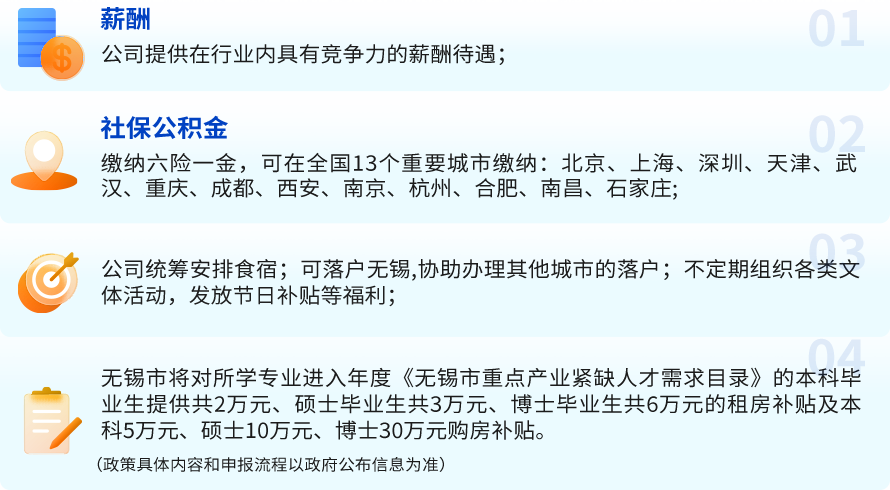 薪酬
01
公司提供在行业内具有竞争力的薪酬待遇；
社保公积金
02
缴纳六险一金，可在全国13个重要城市缴纳：北京、上海、深圳、天津、武
汉、重庆、成都、西安、南京、杭州、合肥、南昌、石家庄;
03
公司统筹安排食宿；可落户无锡,协助办理其他城市的落户；不定期组织各类文
体活动，发放节日补贴等福利；
04
无锡市将对所学专业进入年度《无锡市重点产业紧缺人才需求目录》的本科毕
业生提供共2万元、硕士毕业生共3万元、博士毕业生共6万元的租房补贴及本
科5万元、硕士10万元、博士30万元购房补贴。
（政策具体内容和申报流程以政府公布信息为准）